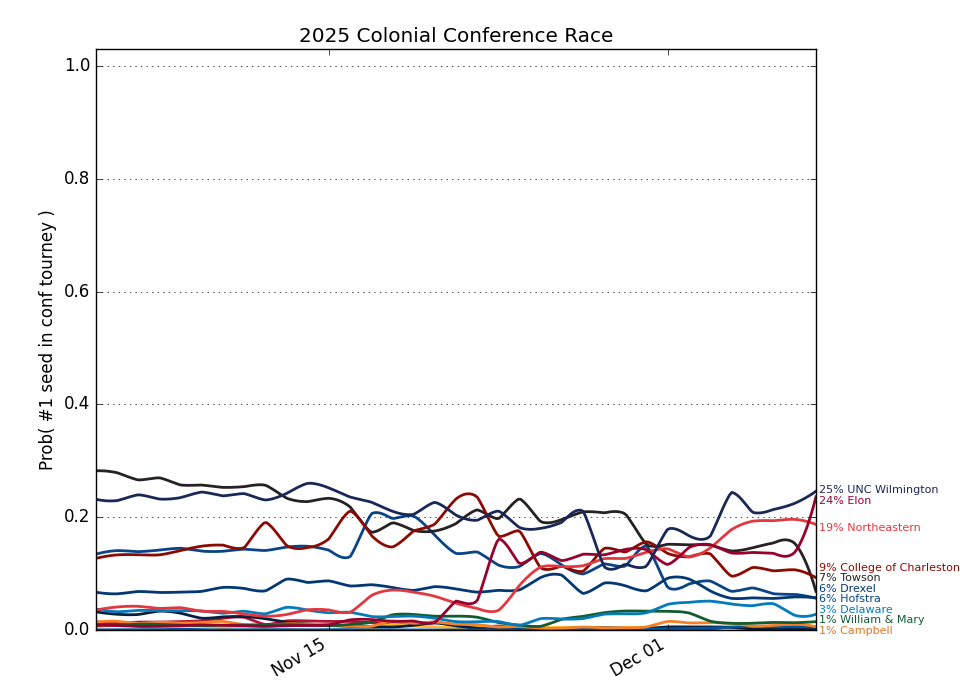 2025 Colonial Conference Race
Prob( #1 seed in conf tourney )
1.0
0.8
0.6
0.4
0.2
0.0
Nov 15
Dec 01
25% UNC Wilmington
24% Elon
19% Northeastern
9% College of Charleston
7% Towson
6% Drexel
6% Hofstra
3% Delaware
1% William & Mary
1% Campbell